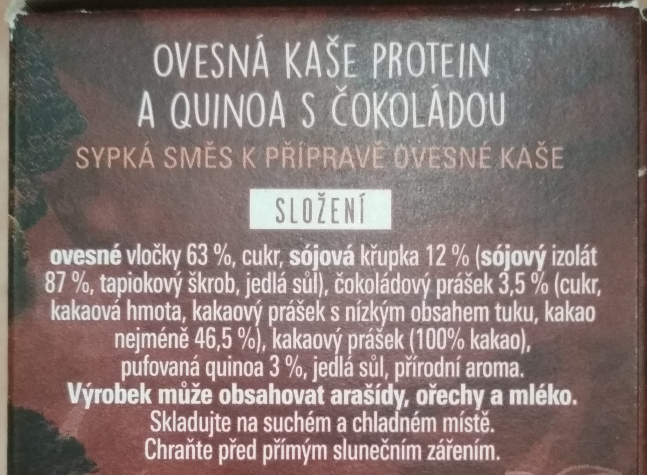 OVESNÁ KAŠE PROTEIN
A QUINOA S ČOKOLÁDOU
SYPKÁ SMĚS K PŘÍPRAVĚ OVESNÉ KAŠE
SLOŽENÍ
ovesné vločky 63 %, cukr, sójová křupka 12 % (sójový izolát
87 %, tapiokový škrob, jedlá sůl), čokoládový prášek 3,5 % (cukr,
kakaová hmota, kakaový prášek s nízkým obsahem tuku, kakao
nejméně 46,5 %), kakaový prášek (100% kakao),
pufovaná quinoa 3 %, jedlá sůl, přírodní aroma.
Výrobek může obsahovat arašídy, ořechy a mléko.
Skladujte na suchém a chladném místě.
Chraňte před přímým slunečním zářením.